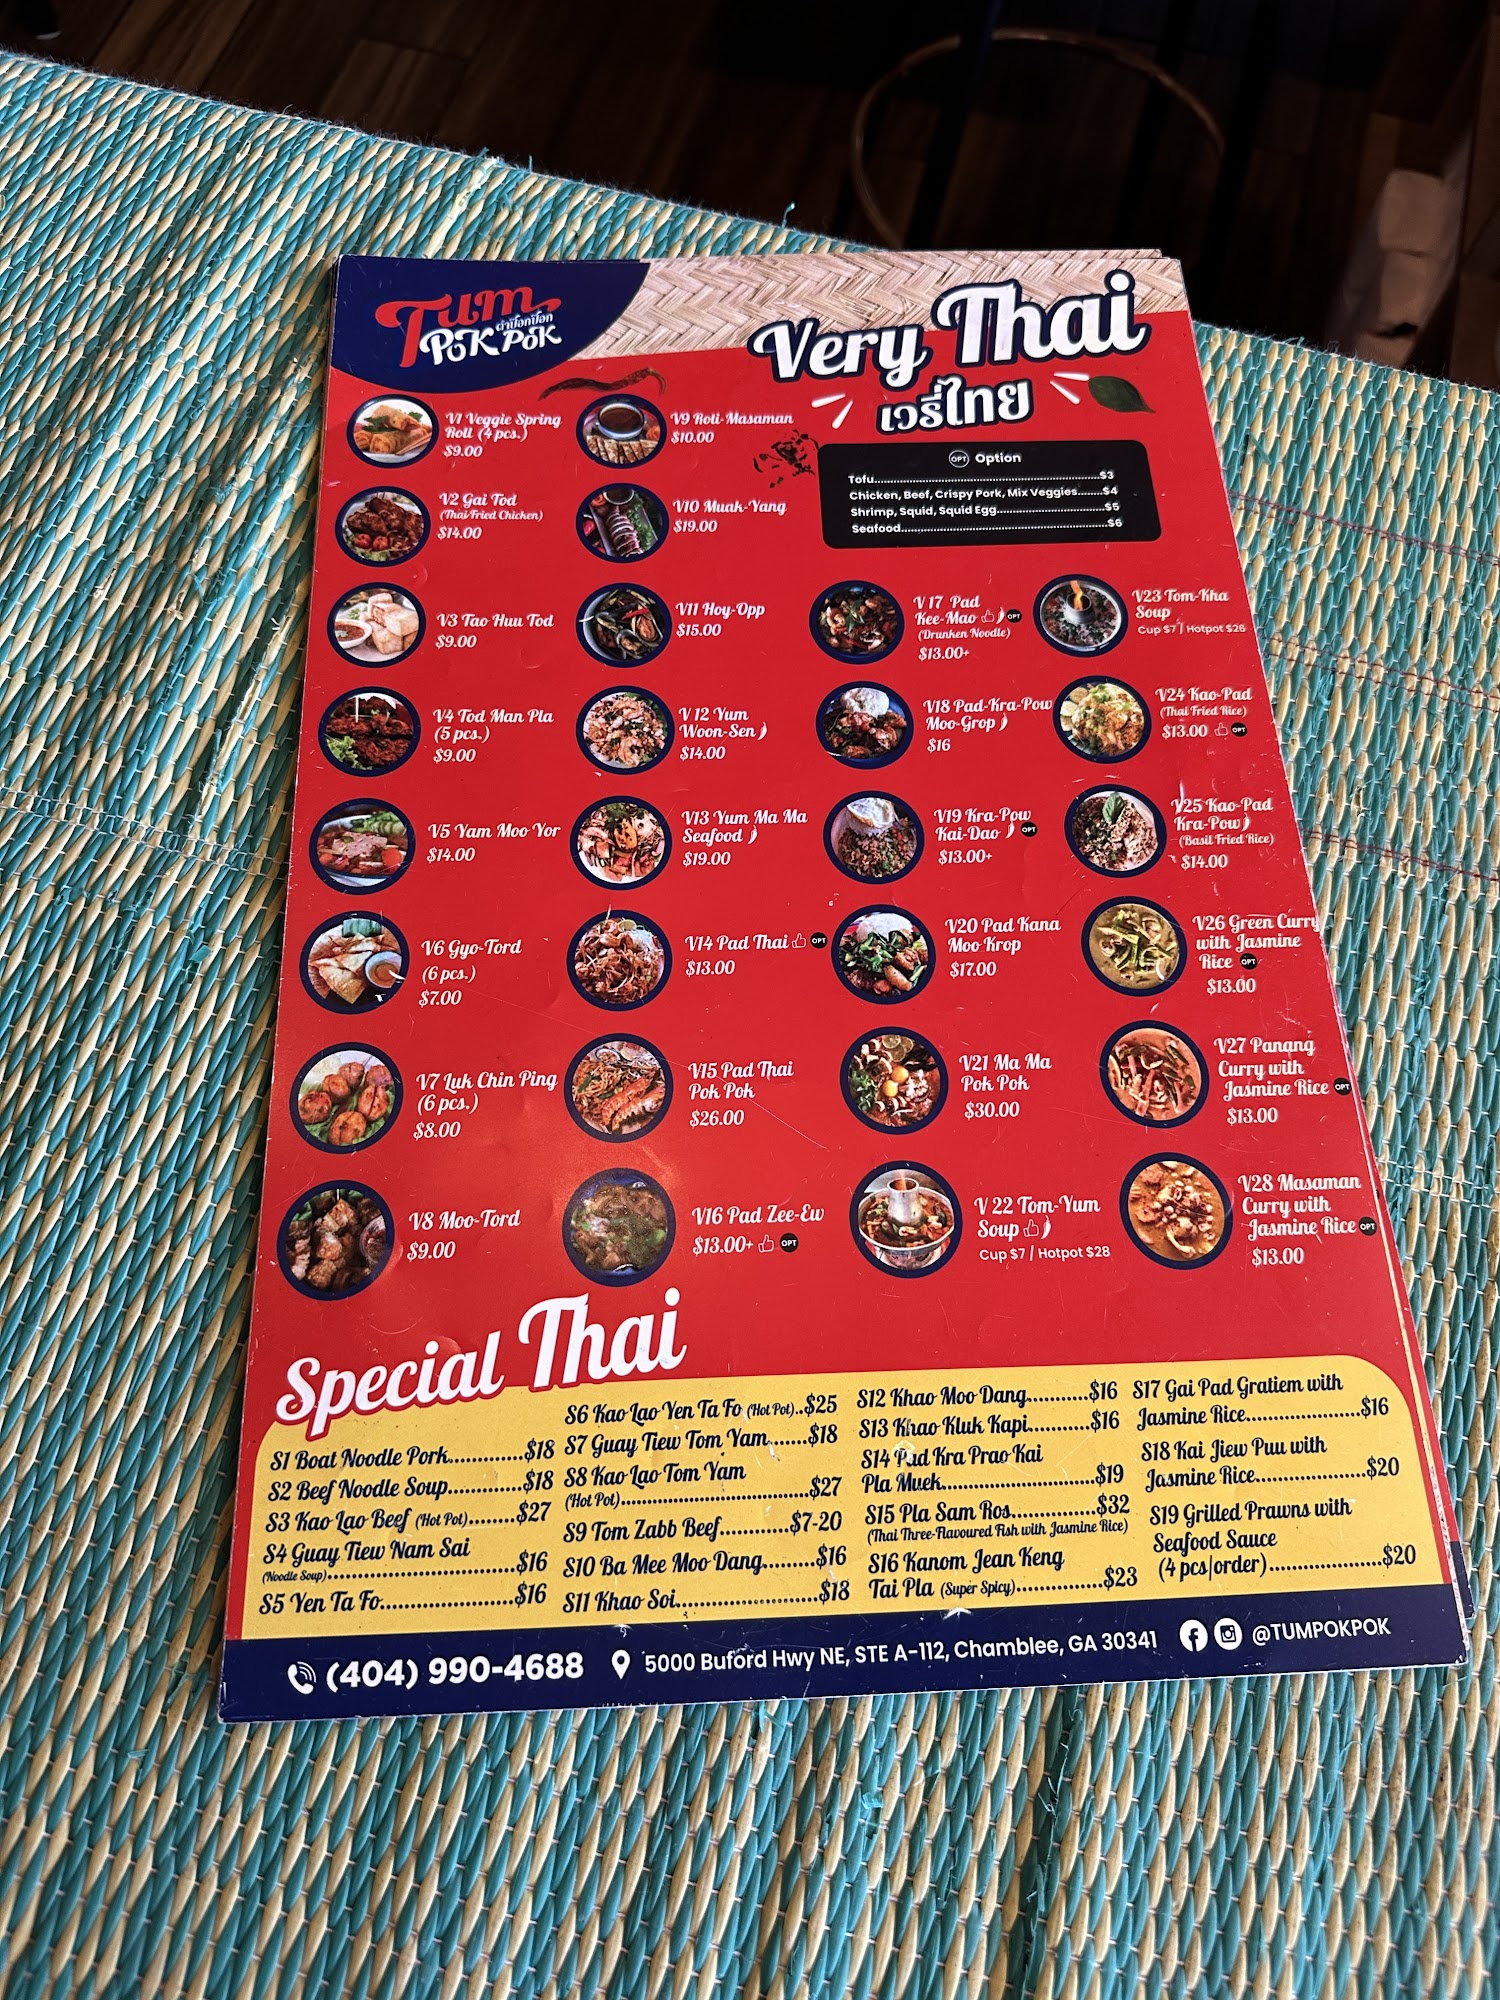 Tum
ตำป๊อกป๊อก
POK POK
Very Thai
เวรี่ไทย
OPT Option
Tofu.....$3
Chicken, Beef, Crispy Pork, Mix Veggies.....$4
Shrimp, Squid, Squid Egg.....$5
Seafood.....$6
V1 Veggie Spring
Roll (4 pcs.)
$9.00
V2 Gai Tod
(Thai Fried Chicken)
$14.00
V3 Tao Huu Tod
$9.00
V4 Tod Man Pla
(5 pcs.)
$9.00
V5 Yam Moo Yor
$14.00
V6 Gyo-Tord
(6 pcs.)
$7.00
V7 Luk Chin Ping
(6 pcs.)
$8.00
V8 Moo-Tord
$9.00
V9 Roti-Masaman
$10.00
V10 Muak-Yang
$19.00
V11 Hoy-Opp
$15.00
V 12 Yum
Woon-Sen
$14.00
V13 Yum Ma Ma
Seafood
$19.00
V14 Pad Thai OPT
$13.00
V15 Pad Thai
Pok Pok
$26.00
V16 Pad Zee-Ew
$13.00+ OPT
V 17 Pad
Kee-Mao OPT
(Drunken Noodle)
$13.00+
V18 Pad-Kra-Pow
Moo-Grop
$16
V19 Kra-Pow
Kai-Dao OPT
$13.00+
V20 Pad Kana
Moo Krop
$17.00
V21 Ma Ma
Pok Pok
$30.00
V 22 Tom-Yum
Soup
Cup $7 / Hotpot $28
V23 Tom-Kha
Soup
Cup $7 / Hotpot $26
V24 Kao-Pad
(Thai Fried Rice)
$13.00 OPT
V25 Kao-Pad
Kra-Pow
(Basil Fried Rice)
$14.00
V26 Green Curry
with Jasmine
Rice OPT
$13.00
V27 Panang
Curry with
Jasmine Rice OPT
$13.00
V28 Masaman
Curry with
Jasmine Rice OPT
$13.00
Special Thai
S1 Boat Noodle Pork.....$18
S2 Beef Noodle Soup.....$18
S3 Kao Lao Beef (Hot Pot).....$27
S4 Guay Tiew Nam Sai
(Noodle Soup).....$16
S5 Yen Ta Fo.....$16
S6 Kao Lao Yen Ta Fo (Hot Pot)..$25
S7 Guay Tiew Tom Yam.....$18
S8 Kao Lao Tom Yam
(Hot Pot).....$27
S9 Tom Zabb Beef.....$7-20
S10 Ba Mee Moo Dang.....$16
S11 Khao Soi.....$18
S12 Khao Moo Dang.....$16
S13 Khao Kluk Kapi.....$16
S14 Pad Kra Prao Kai
Pla Muek.....$19
S15 Pla Sam Ros.....$32
(Thai Three-Flavoured Fish with Jasmine Rice)
S16 Kanom Jean Keng
Tai Pla (Super Spicy).....$23
S17 Gai Pad Gratiem with
Jasmine Rice.....$16
S18 Kai Jiew Puu with
Jasmine Rice.....$20
S19 Grilled Prawns with
Seafood Sauce
(4 pcs/order).....$20
(404) 990-4688
5000 Buford Hwy NE, STE A-112, Chamblee, GA 30341
@TUMPOKPOK